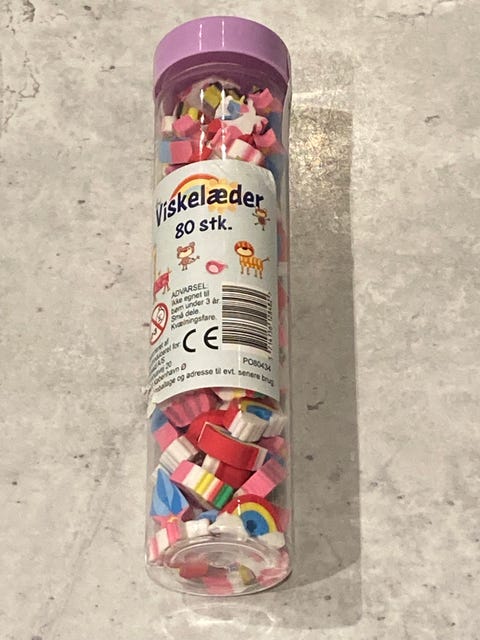 Viskelæder
80 stk.
ADVARSEL:
Ikke egnet til
børn under 3 år.
Små dele.
Kvælningsfare.
CE
PO80434
København Ø
emballage og adresse til evt. senere brug